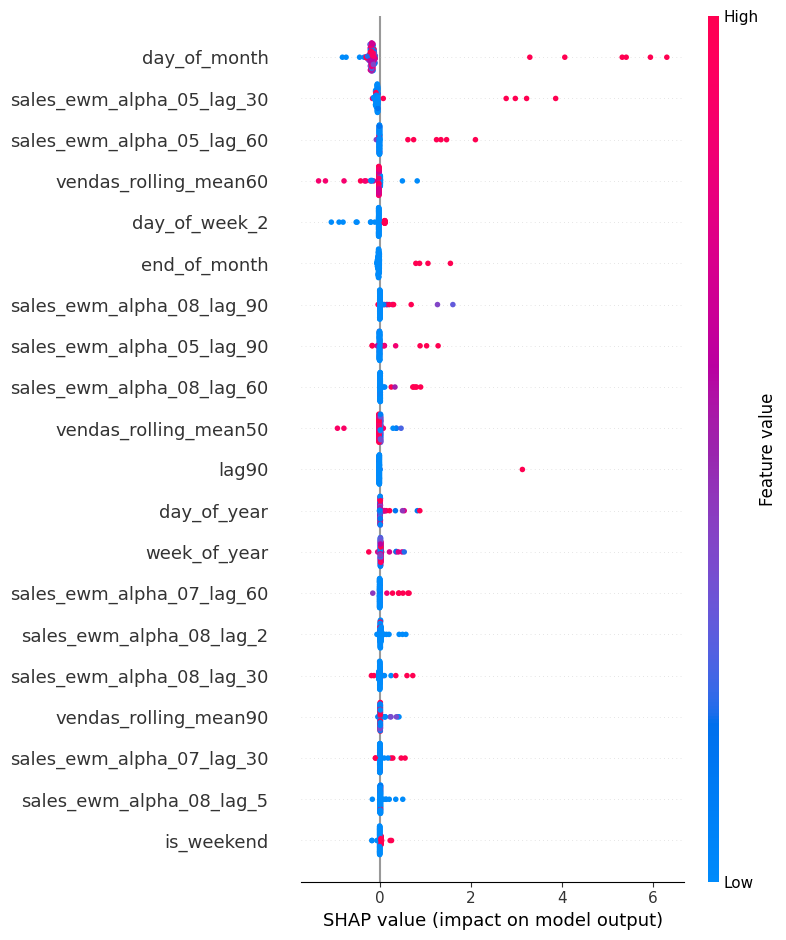 High
day_of_month
sales_ewm_alpha_05_lag_30
sales_ewm_alpha_05_lag_60
vendas_rolling_mean60
day_of_week_2
end_of_month
sales_ewm_alpha_08_lag_90
sales_ewm_alpha_05_lag_90
sales_ewm_alpha_08_lag_60
vendas_rolling_mean50
lag90
day_of_year
week_of_year
sales_ewm_alpha_07_lag_60
sales_ewm_alpha_08_lag_2
sales_ewm_alpha_08_lag_30
vendas_rolling_mean90
sales_ewm_alpha_07_lag_30
sales_ewm_alpha_08_lag_5
is_weekend
Feature value
Low
0 2 4 6
SHAP value (impact on model output)